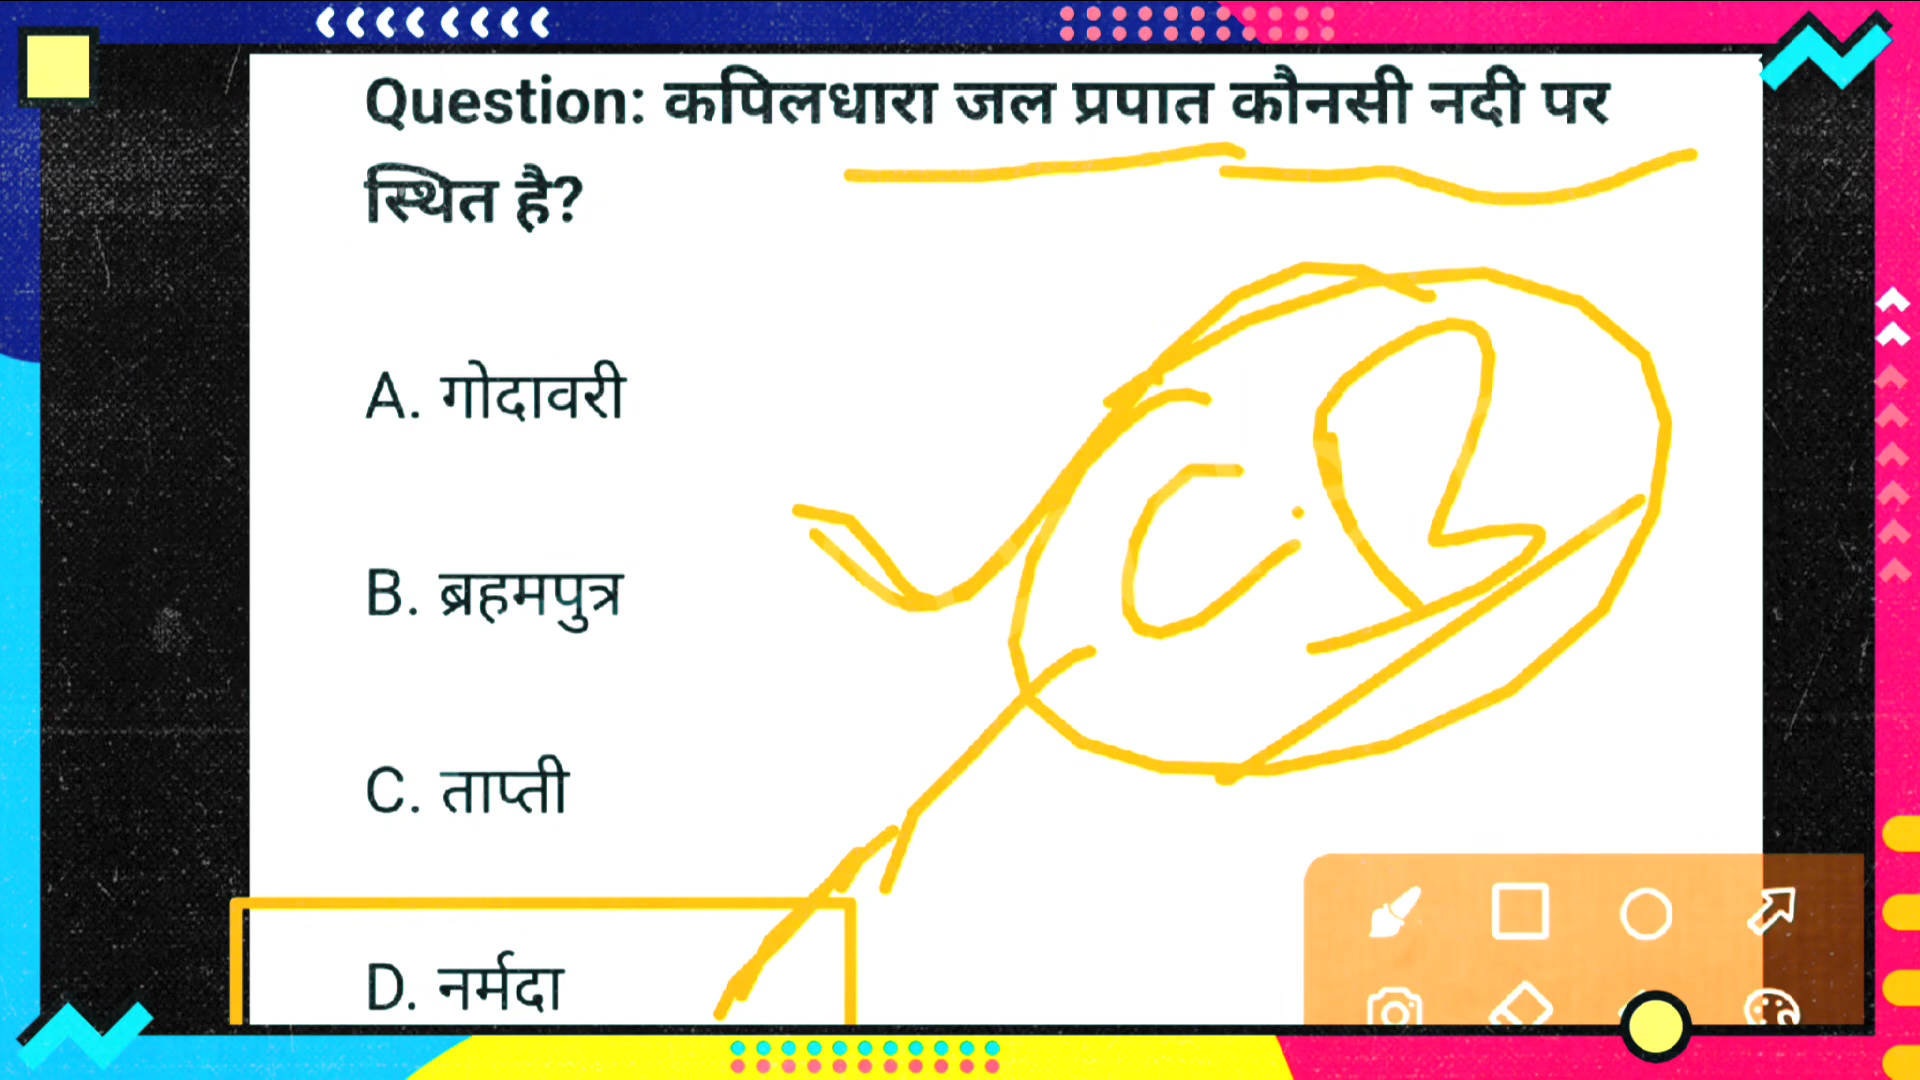 Question: कपिलधारा जल प्रपात कौनसी नदी पर
स्थित है?
A. गोदावरी
B. ब्रहमपुत्र
C. ताप्ती
D. नर्मदा